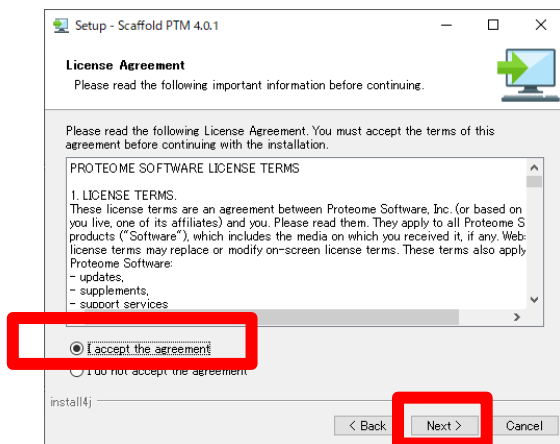 Setup - Scaffold PTM 4.0.1
License Agreement
Please read the following important information before continuing.
Please read the following License Agreement. You must accept the terms of this
agreement before continuing with the installation.
PROTEOME SOFTWARE LICENSE TERMS
1. LICENSE TERMS.
These license terms are an agreement between Proteome Software, Inc. (or based on
you live, one of its affiliates) and you. Please read them. They apply to all Proteome S
products ("Software"), which includes the media on which you received it, if any. Web
license terms may replace or modify on-screen license terms. These terms also apply
Proteome Software:
- updates,
- supplements,
- support services
I accept the agreement
I do not accept the agreement
install4j
< Back
Next >
Cancel